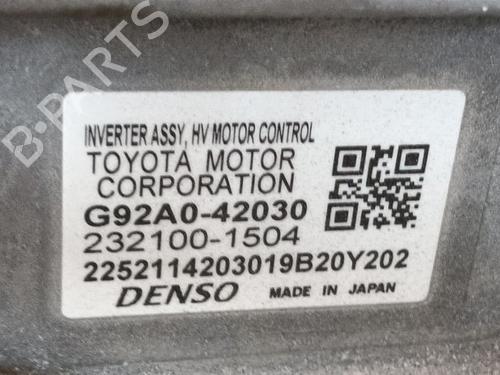 B-PARTS
INVERTER ASSY, HV MOTOR CONTROL
TOYOTA MOTOR
CORPORATION
G92A0-42030
232100-1504
2252114203019B20Y202
DENSO MADE IN JAPAN